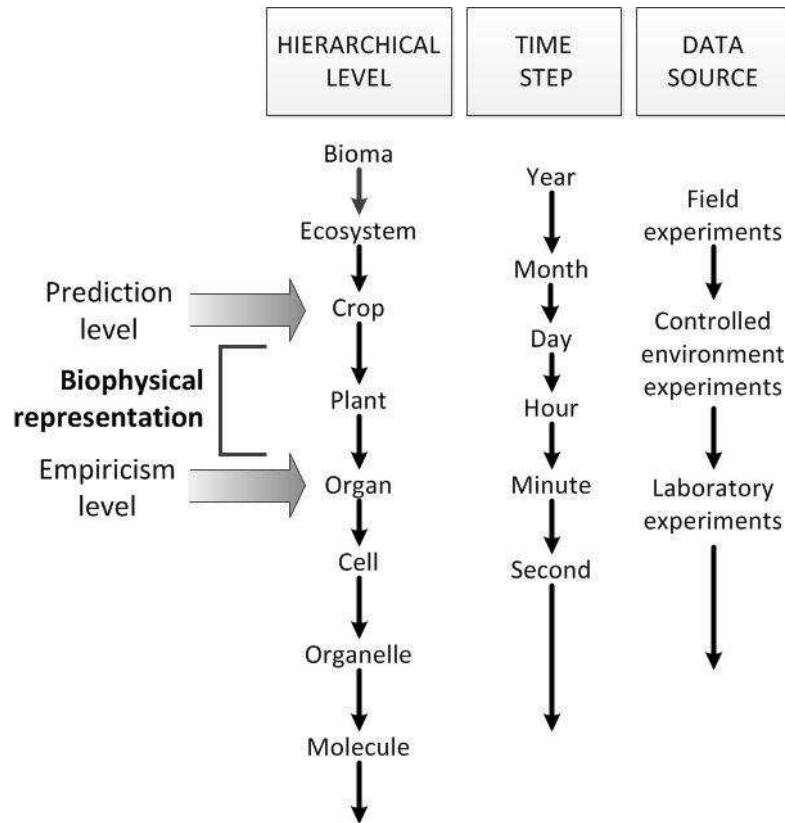 HIERARCHICAL
LEVEL
TIME
STEP
DATA
SOURCE
Bioma
Ecosystem
Crop
Plant
Organ
Cell
Organelle
Molecule
Prediction
level
Biophysical
representation
Empiricism
level
Year
Month
Day
Hour
Minute
Second
Field
experiments
Controlled
environment
experiments
Laboratory
experiments